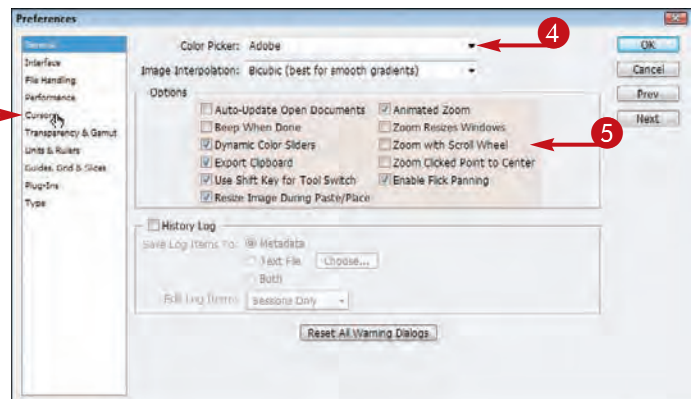 Preferences
General
Interface
File Handling
Performance
Cursors
Transparency & Gamut
Units & Rulers
Guides, Grid & Slices
Plug-Ins
Type
Color Picker: Adobe
4
Image Interpolation: Bicubic (best for smooth gradients)
Options
Auto-Update Open Documents
Beep When Done
Dynamic Color Sliders
Export Clipboard
Use Shift Key for Tool Switch
Resize Image During Paste/Place
Animated Zoom
Zoom Resizes Windows
Zoom with Scroll Wheel
Zoom Clicked Point to Center
Enable Flick Panning
5
History Log
Save Log Items To: Metadata
Text File Choose...
Both
Edit Log Items: Sessions Only
Reset All Warning Dialogs
OK
Cancel
Prev
Next